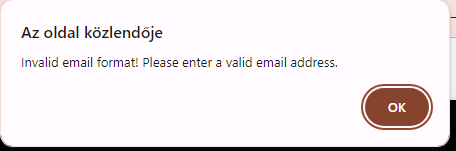 Az oldal közlendője
Invalid email format! Please enter a valid email address.
OK